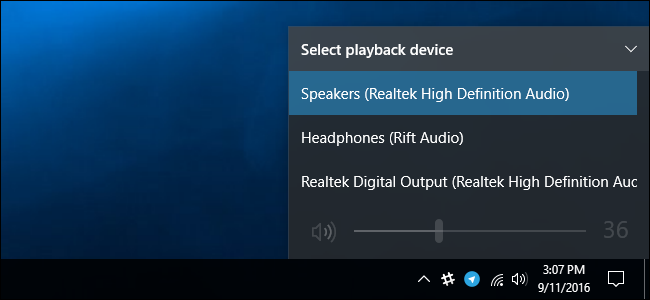 Select playback device
Speakers (Realtek High Definition Audio)
Headphones (Rift Audio)
Realtek Digital Output (Realtek High Definition Aud
36
3:07 PM
9/11/2016